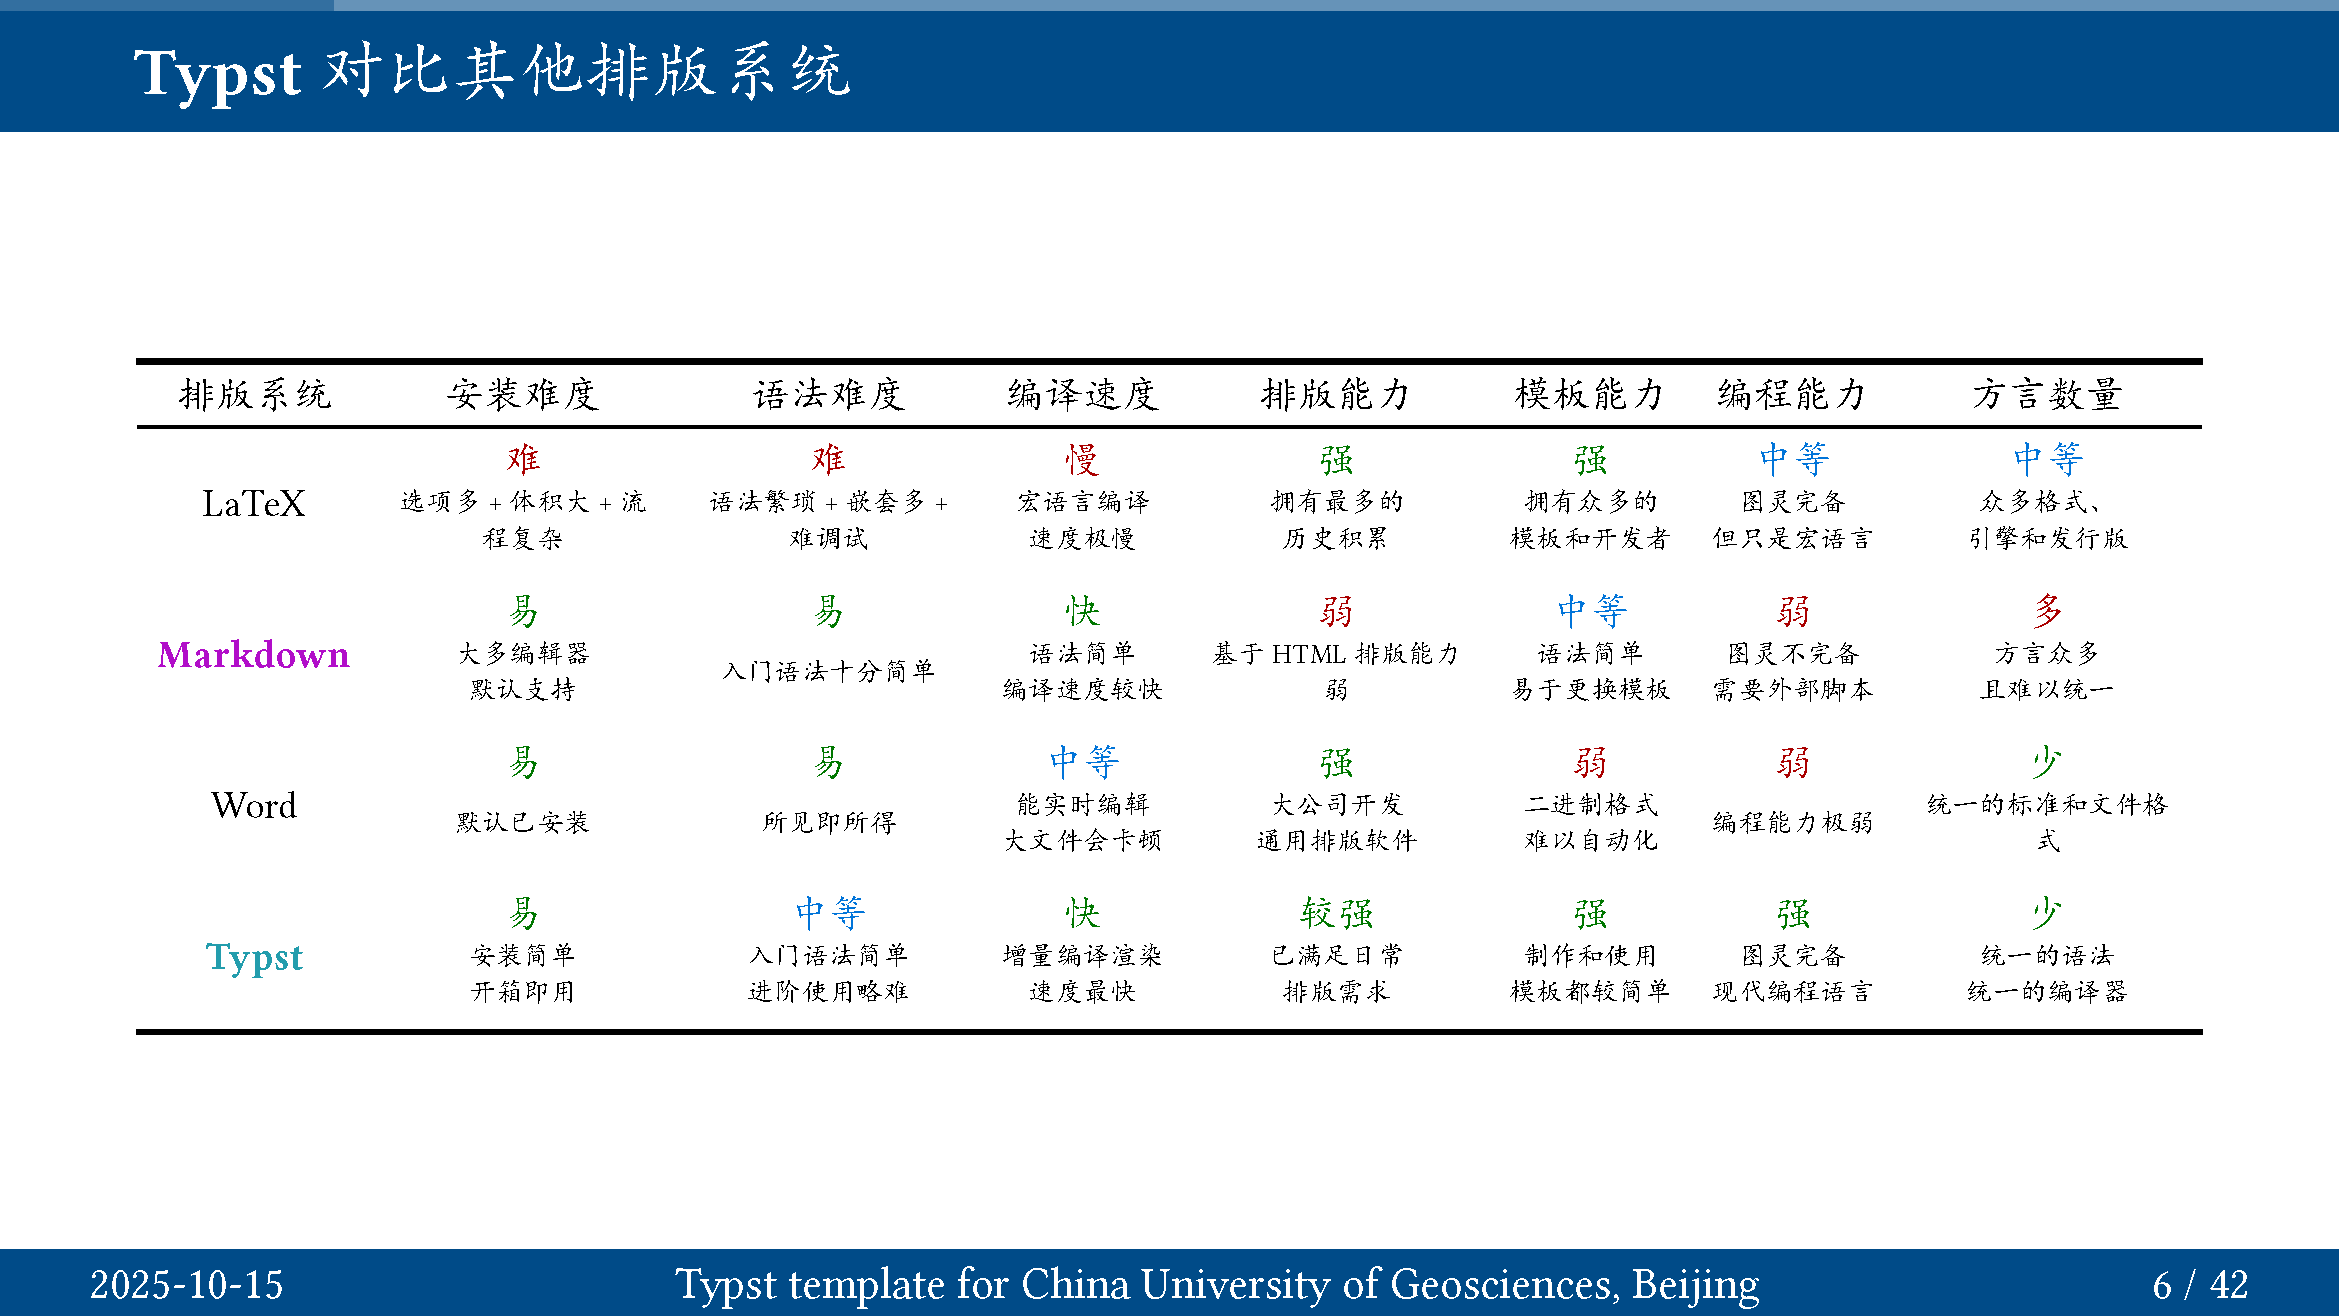 Typst 对比其他排版系统
排版系统 安装难度 语法难度 编译速度 排版能力 模板能力 编程能力 方言数量
难 难 慢 强 强 中等 中等
LaTeX 选项多 + 体积大 + 流 语法繁琐 + 嵌套多 + 宏语言编译 拥有最多的 拥有众多的 图灵完备 众多格式、
程复杂 难调试 速度极慢 历史积累 模板和开发者 但只是宏语言 引擎和发行版
易 易 快 弱 中等 弱 多
Markdown 大多编辑器 入门语法十分简单 语法简单 基于 HTML 排版能力 语法简单 图灵不完备 方言众多
默认支持 编译速度较快 弱 易于更换模板 需要外部脚本 且难以统一
易 易 中等 强 弱 弱 少
Word 默认已安装 所见即所得 能实时编辑 大公司开发 二进制格式 编程能力极弱 统一的标准和文件格
大文件会卡顿 通用排版软件 难以自动化 式
易 中等 快 较强 强 强 少
Typst 安装简单 入门语法简单 增量编译渲染 已满足日常 制作和使用 图灵完备 统一的语法
开箱即用 进阶使用略难 速度最快 排版需求 模板都较简单 现代编程语言 统一的编译器
2025-10-15 Typst template for China University of Geosciences, Beijing 6 / 42